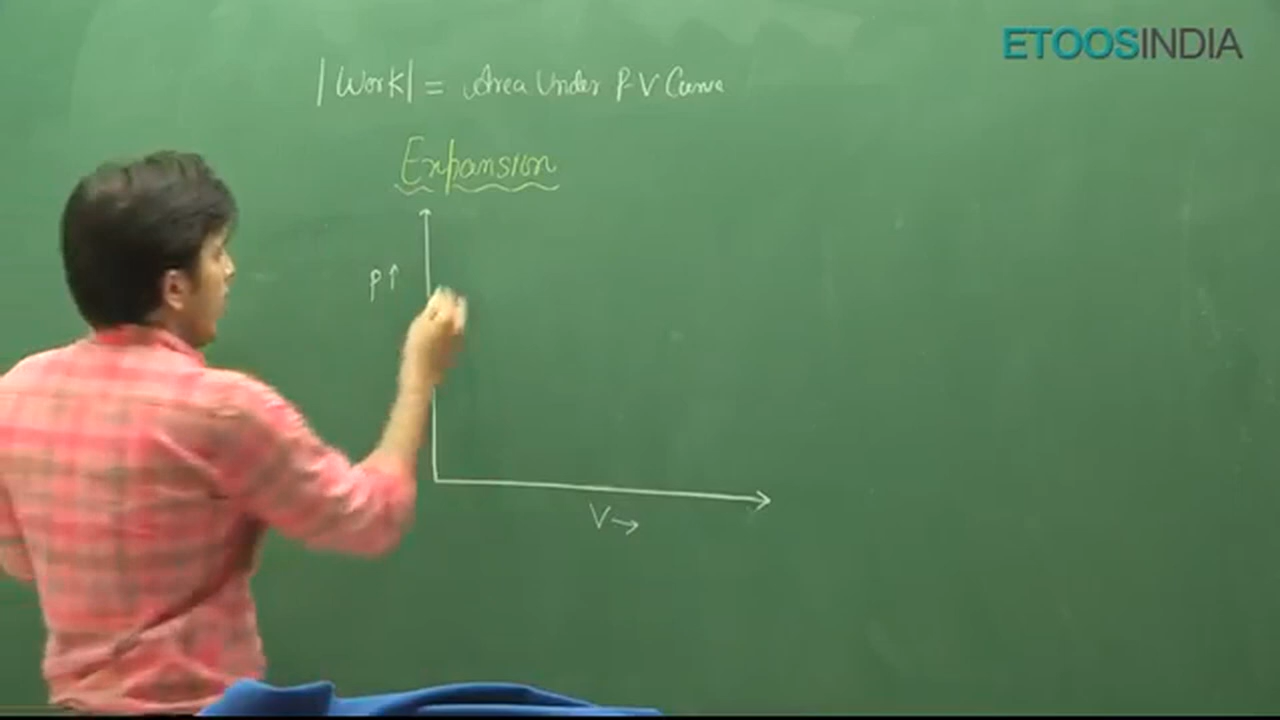 ETOOSINDIA
|Work| = Area Under P-V Curve
Expansion
P↑
V→